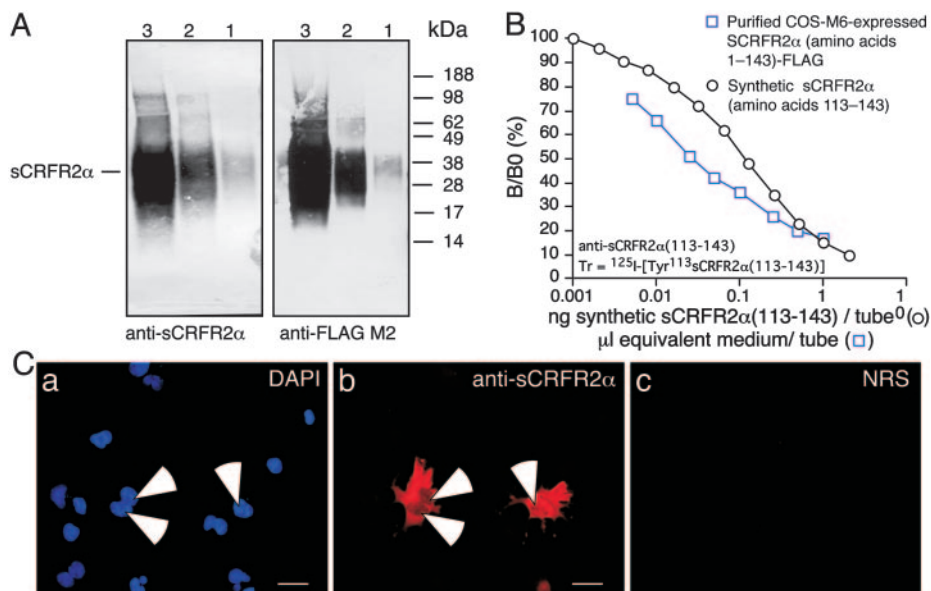 A
3 2 1 3 2 1 kDa
188
98
62
49
sCRFR2α 38
28
17
14
anti-sCRFR2α anti-FLAG M2
B
Purified COS-M6-expressed
SCRFR2α (amino acids
1–143)-FLAG
Synthetic sCRFR2α
(amino acids 113–143)
B/B0 (%)
100
90
80
70
60
50
40
30
20
10
0
anti-sCRFR2α(113-143)
Tr = ¹²⁵I-[Tyr¹¹³sCRFR2α(113-143)]
0.001 0.01 0.1 1 1
0
ng synthetic sCRFR2α(113-143) / tube (○)
μl equivalent medium/ tube (□)
C
a DAPI
b anti-sCRFR2α
c NRS